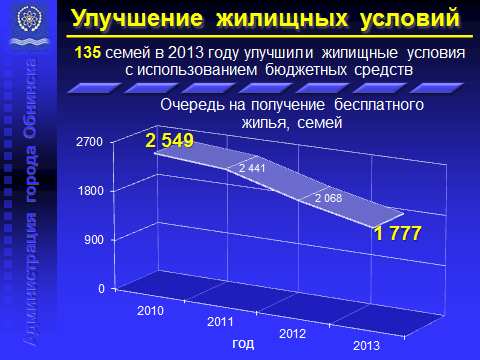 Улучшение жилищных условий
135 семей в 2013 году улучшили жилищные условия
с использованием бюджетных средств
Очередь на получение бесплатного
жилья, семей
2700
1800
900
0
2 549
2 441
2 068
1 777
2010
2011
2012
2013
год
Администрация города Обнинска